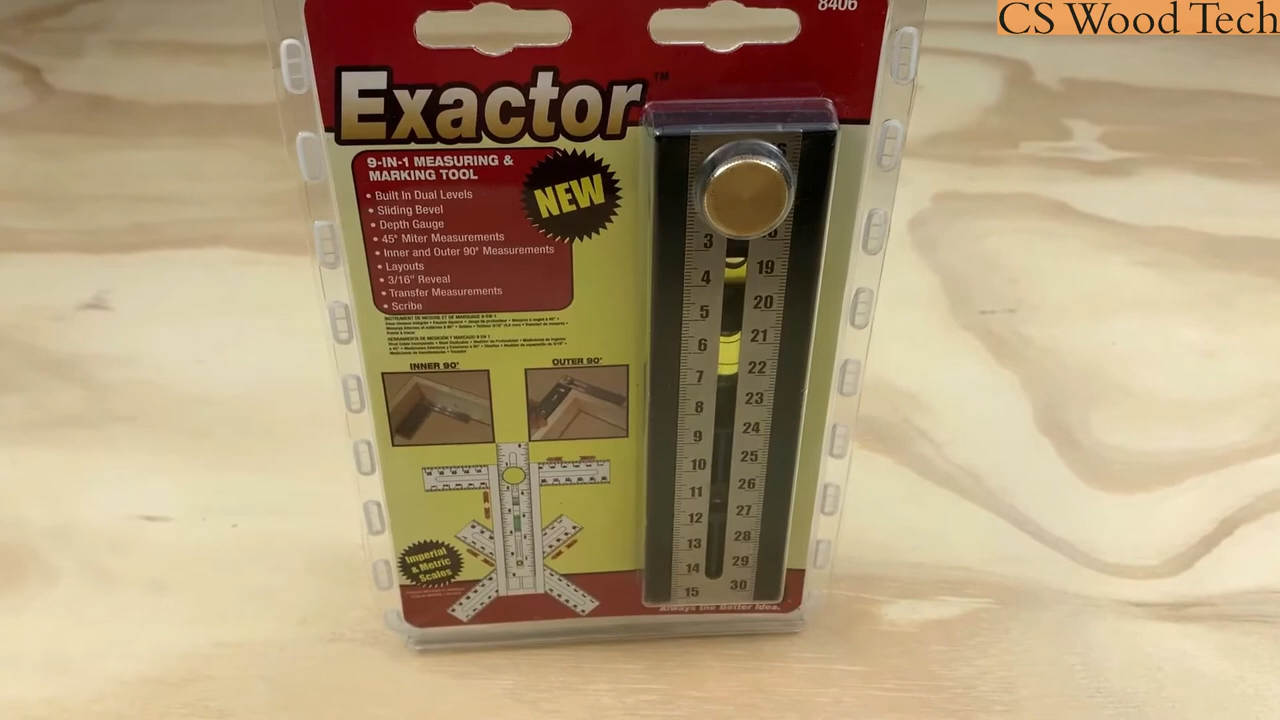 8406
CS Wood Tech
Exactor™
9-IN-1 MEASURING &
MARKING TOOL
NEW
• Built In Dual Levels
• Sliding Bevel
• Depth Gauge
• 45° Miter Measurements
• Inner and Outer 90° Measurements
• Layouts
• 3/16" Reveal
• Transfer Measurements
• Scribe
INNER 90°
OUTER 90°
Imperial
& Metric
Scales
3
4 19
5 20
6 21
7 22
8 23
9 24
10 25
11 26
12 27
13 28
14 29
15 30
Always the Better Idea.